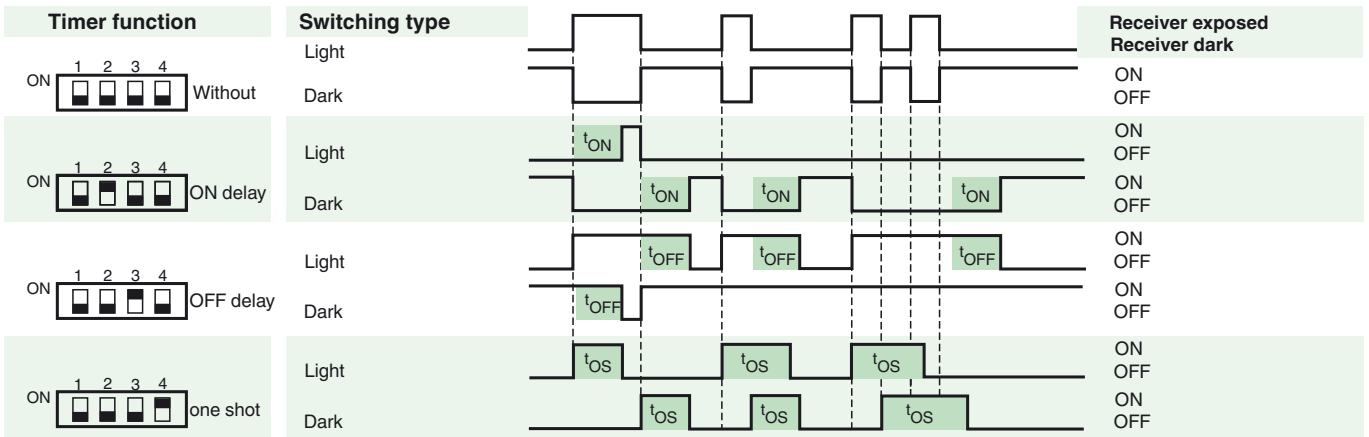 Timer function Switching type Receiver exposed
Light Receiver dark
1 2 3 4
ON Without Dark ON
OFF
Light tON ON
OFF
1 2 3 4
ON ON delay Dark tON tON tON ON
OFF
Light tOFF tOFF tOFF ON
OFF
1 2 3 4
ON OFF delay Dark tOFF ON
OFF
Light tOS tOS tOS ON
OFF
1 2 3 4
ON one shot Dark tOS tOS tOS ON
OFF